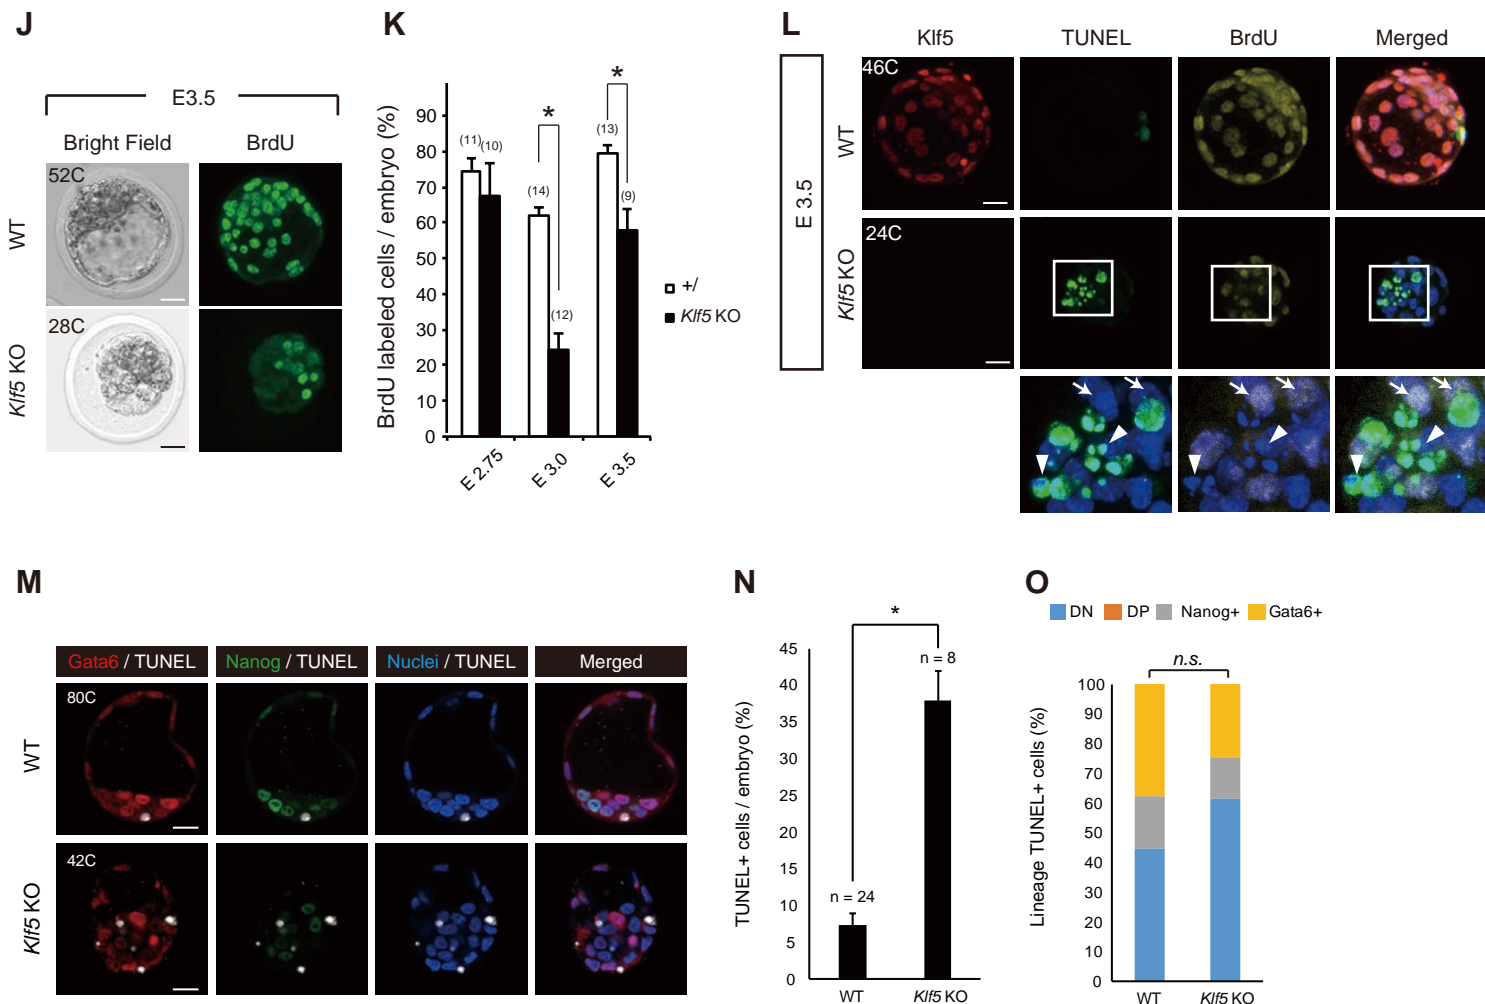 J
E3.5
Bright Field
BrdU
WT
52C
Klf5 KO
28C
K
BrdU labeled cells / embryo (%)
90
80
70
60
50
40
30
20
10
0
(11)
(10)
(14)
*
(12)
(13)
*
(9)
E 2.75
E 3.0
E 3.5
+/
Klf5 KO
L
Klf5
TUNEL
BrdU
Merged
E 3.5
WT
46C
Klf5 KO
24C
M
Gata6 / TUNEL
Nanog / TUNEL
Nuclei / TUNEL
Merged
WT
80C
Klf5 KO
42C
N
TUNEL+ cells / embryo (%)
45
40
35
30
25
20
15
10
5
0
*
n = 24
n = 8
WT
Klf5 KO
O
DN
DP
Nanog+
Gata6+
n.s.
Lineage TUNEL+ cells (%)
100
90
80
70
60
50
40
30
20
10
0
WT
Klf5 KO